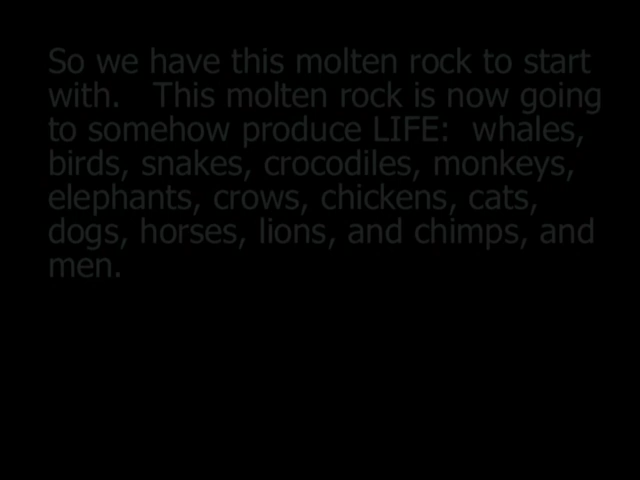 So we have this molten rock to start
with.   This molten rock is now going
to somehow produce LIFE:  whales,
birds, snakes, crocodiles, monkeys,
elephants, crows, chickens, cats,
dogs, horses, lions, and chimps, and
men.